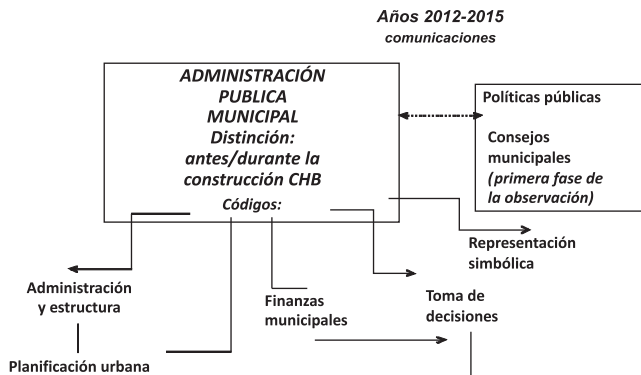 Años 2012-2015
comunicaciones
ADMINISTRACIÓN
PUBLICA
MUNICIPAL
Distinción:
antes/durante la
construcción CHB
Códigos:
Políticas públicas
Consejos
municipales
(primera fase de
la observación)
Representación
simbólica
Administración
y estructura
Finanzas
municipales
Toma de
decisiones
Planificación urbana